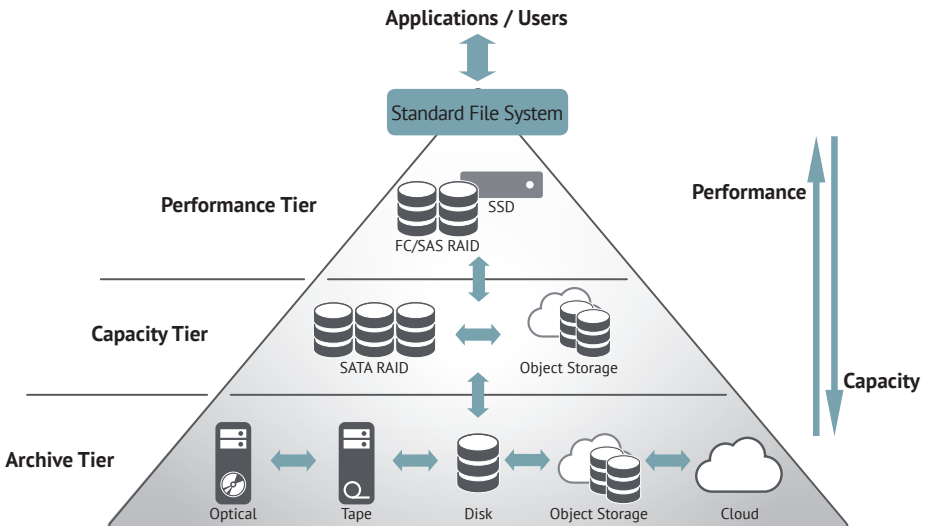 Applications / Users
Standard File System
Performance Tier
SSD
FC/SAS RAID
Performance
Capacity Tier
SATA RAID
Object Storage
Capacity
Archive Tier
Optical
Tape
Disk
Object Storage
Cloud